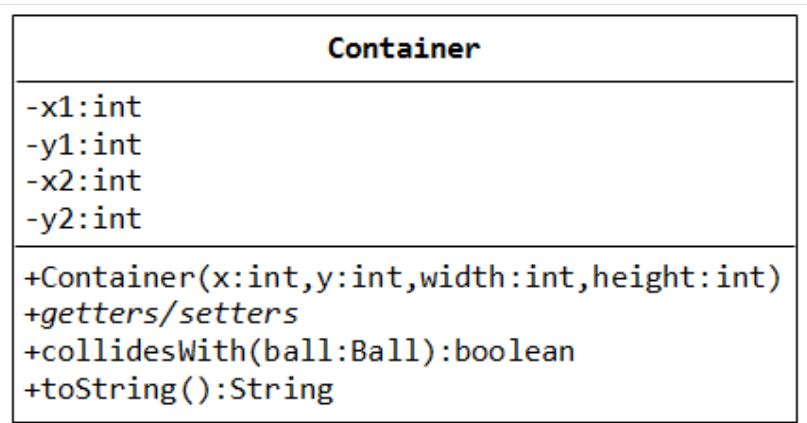 Container
-x1:int
-y1:int
-x2:int
-y2:int
+Container(x:int,y:int,width:int,height:int)
+getters/setters
+collidesWith(ball:Ball):boolean
+toString():String